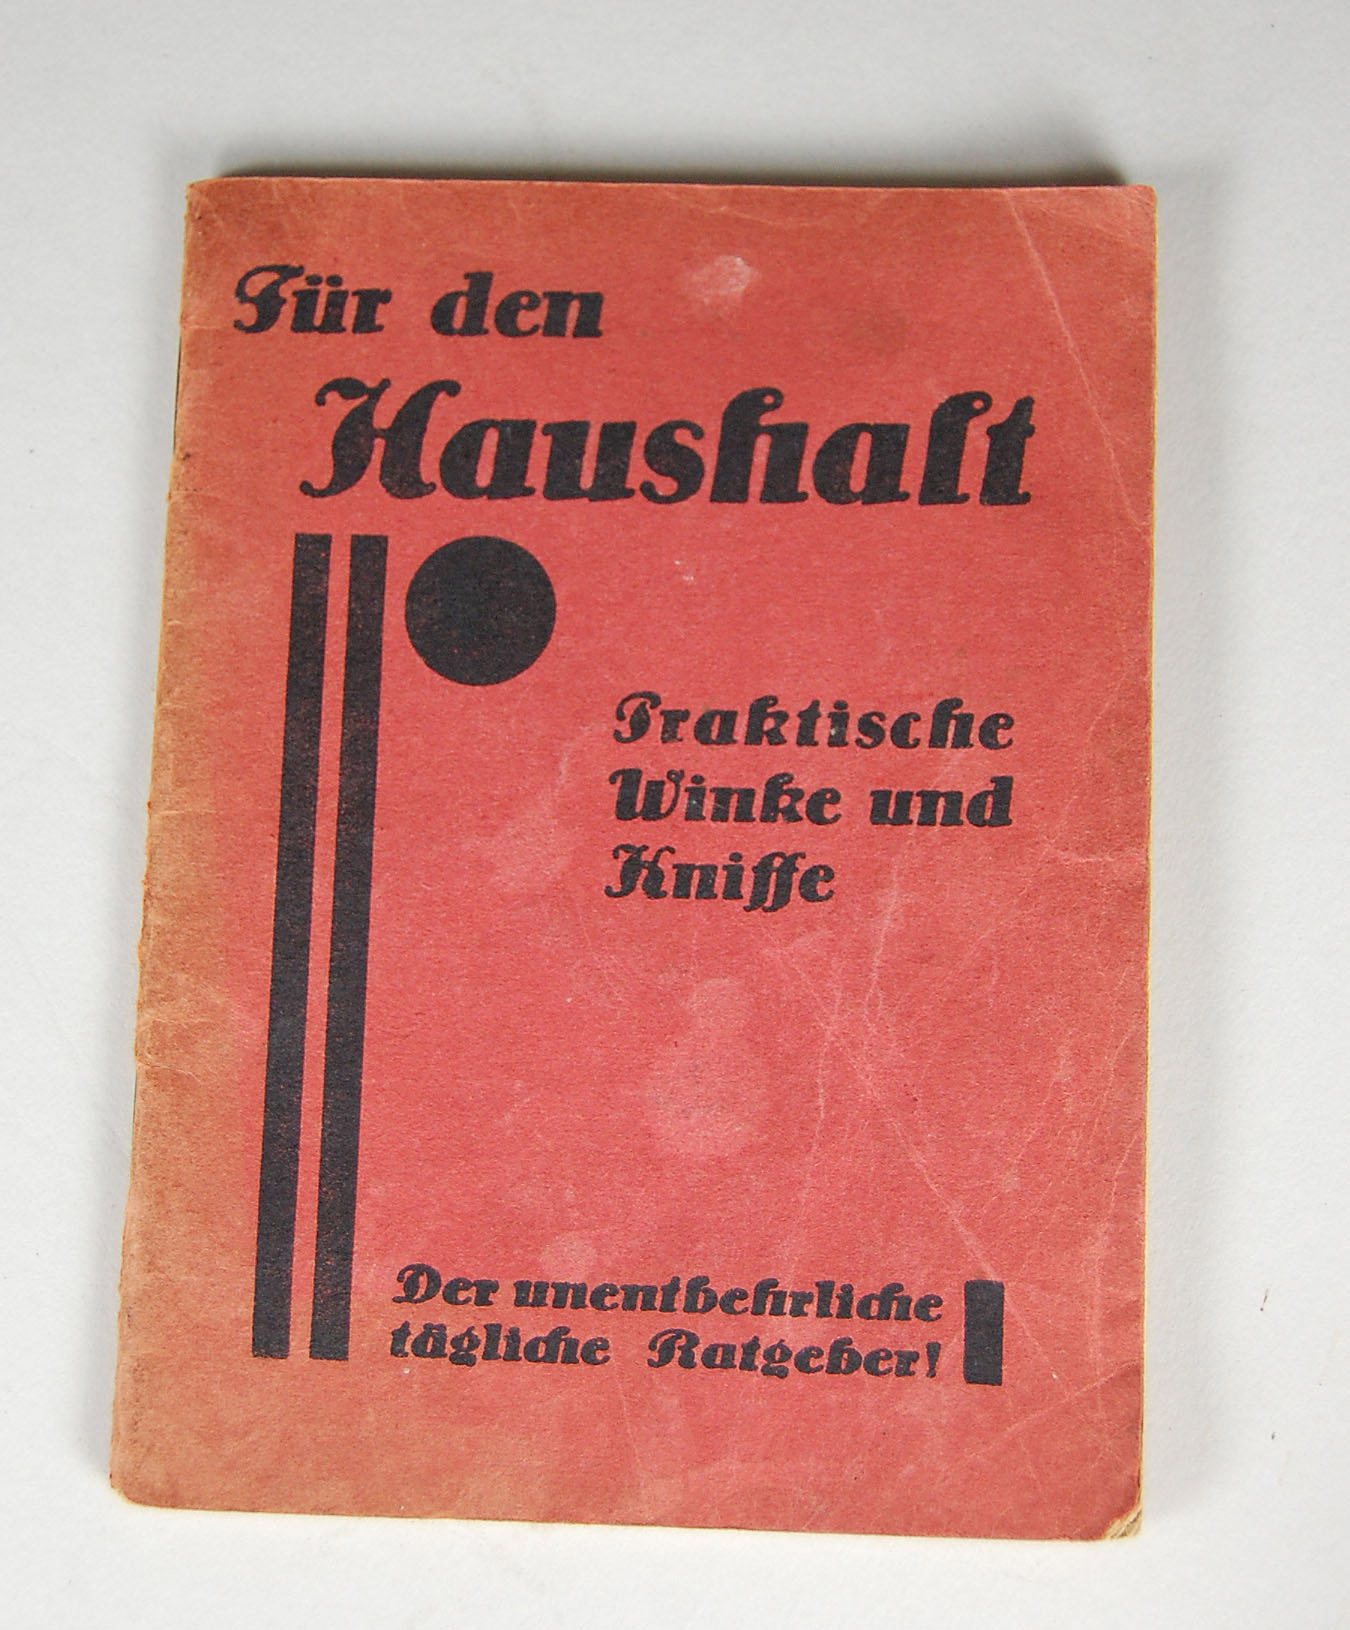 Für den
Haushalt
Praktische
Winke und
Kniffe
Der unentbehrliche
tägliche Ratgeber!